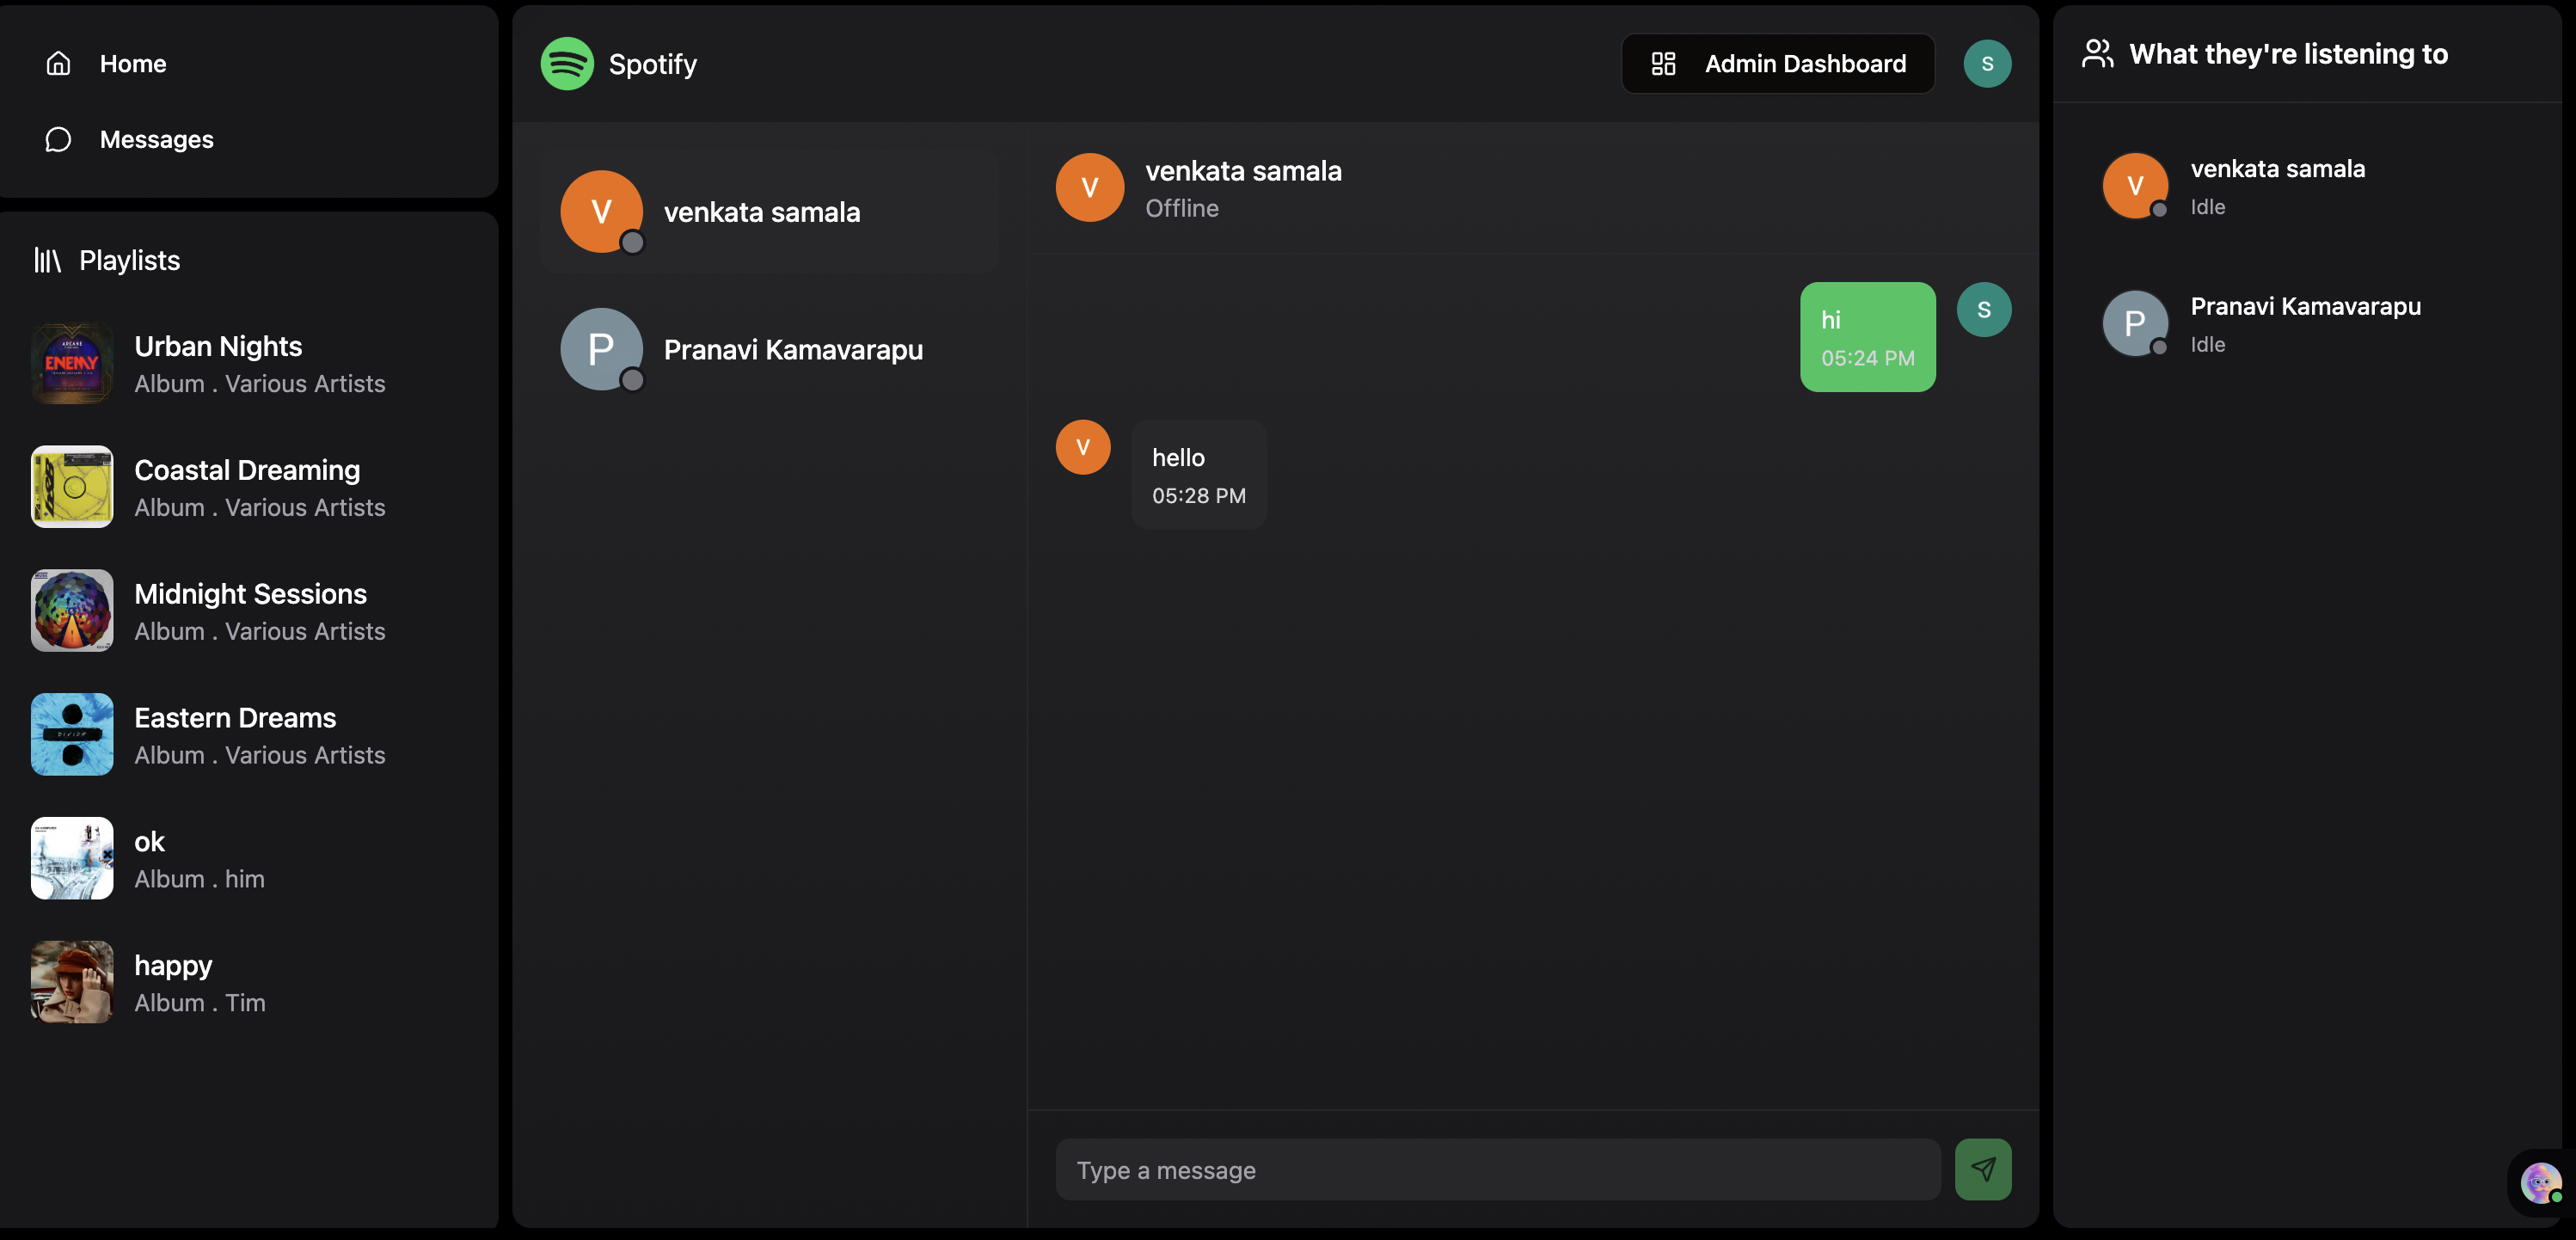 Home
Messages
Playlists
Urban Nights
Album . Various Artists
Coastal Dreaming
Album . Various Artists
Midnight Sessions
Album . Various Artists
Eastern Dreams
Album . Various Artists
ok
Album . him
happy
Album . Tim
ARCANE
ENEMY
Spotify
Admin Dashboard
S
V
venkata samala
P
Pranavi Kamavarapu
V
venkata samala
Offline
hi
05:24 PM
S
V
hello
05:28 PM
Type a message
What they're listening to
V
venkata samala
Idle
P
Pranavi Kamavarapu
Idle